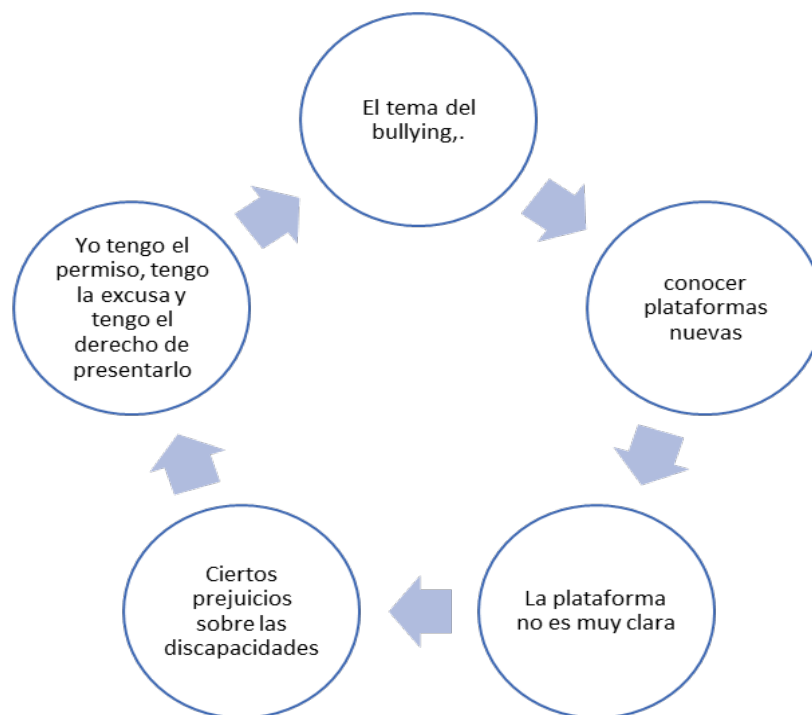 El tema del
bullying,.
conocer
plataformas
nuevas
La plataforma
no es muy clara
Ciertos
prejuicios
sobre las
discapacidades
Yo tengo el
permiso, tengo
la excusa y
tengo el
derecho de
presentarlo